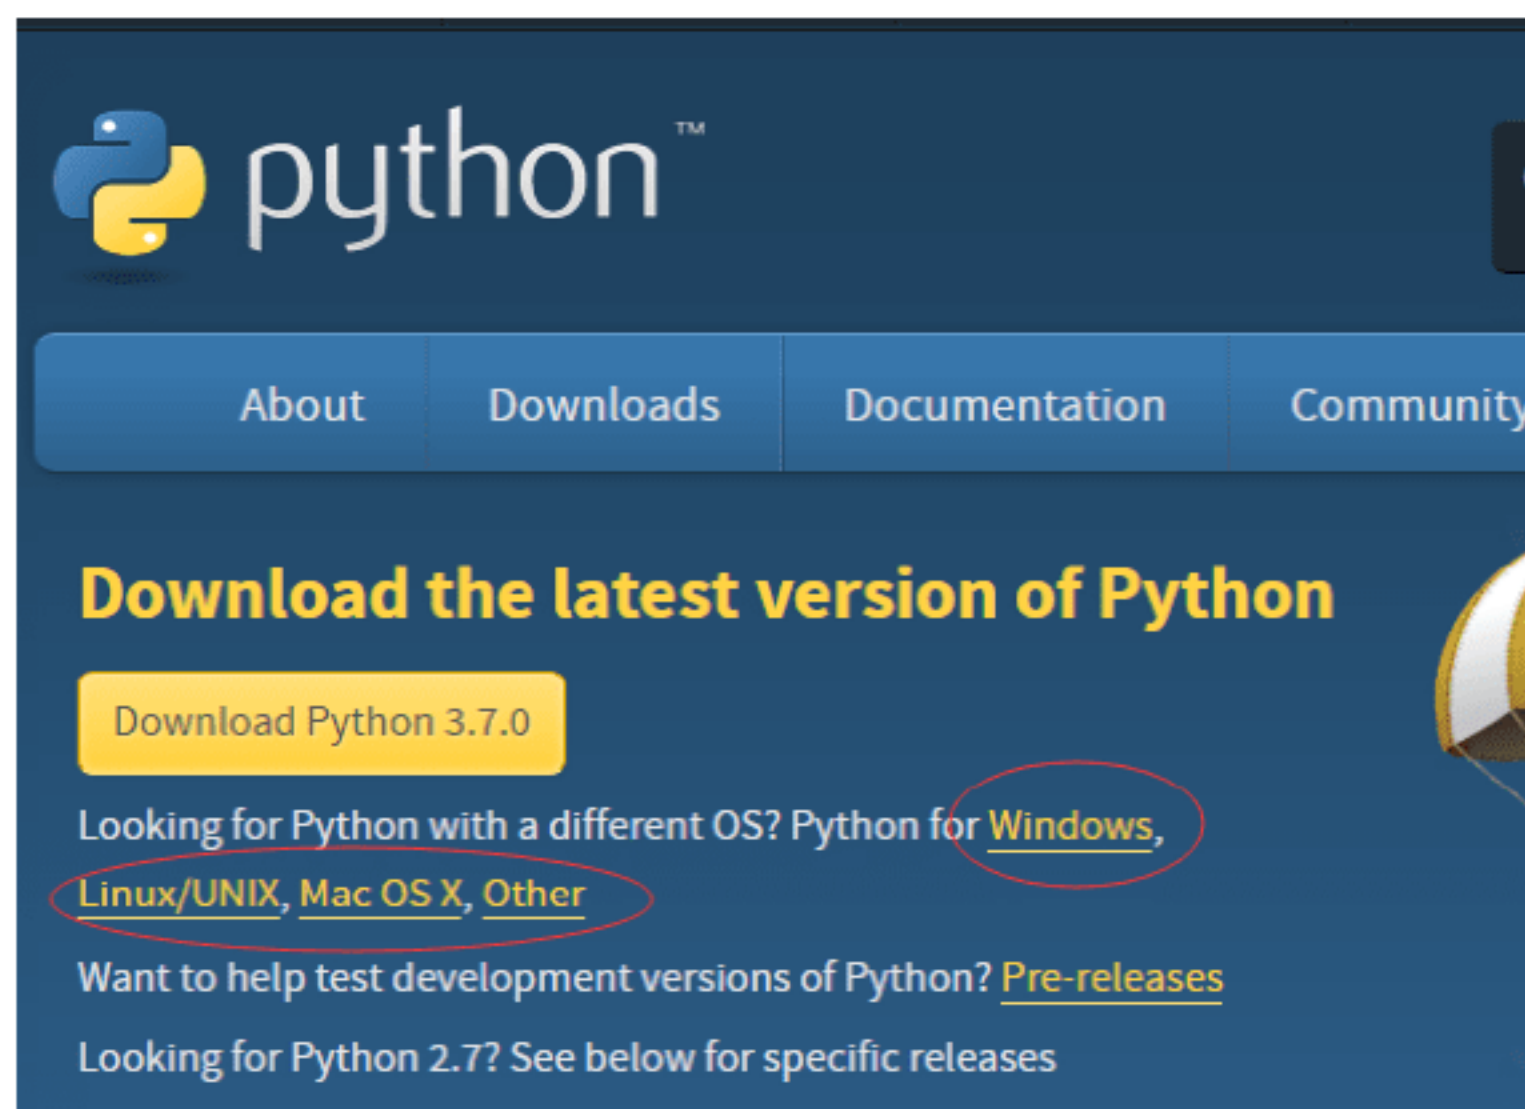 python™
About Downloads Documentation Community
Download the latest version of Python
Download Python 3.7.0
Looking for Python with a different OS? Python for Windows,
Linux/UNIX, Mac OS X, Other
Want to help test development versions of Python? Pre-releases
Looking for Python 2.7? See below for specific releases